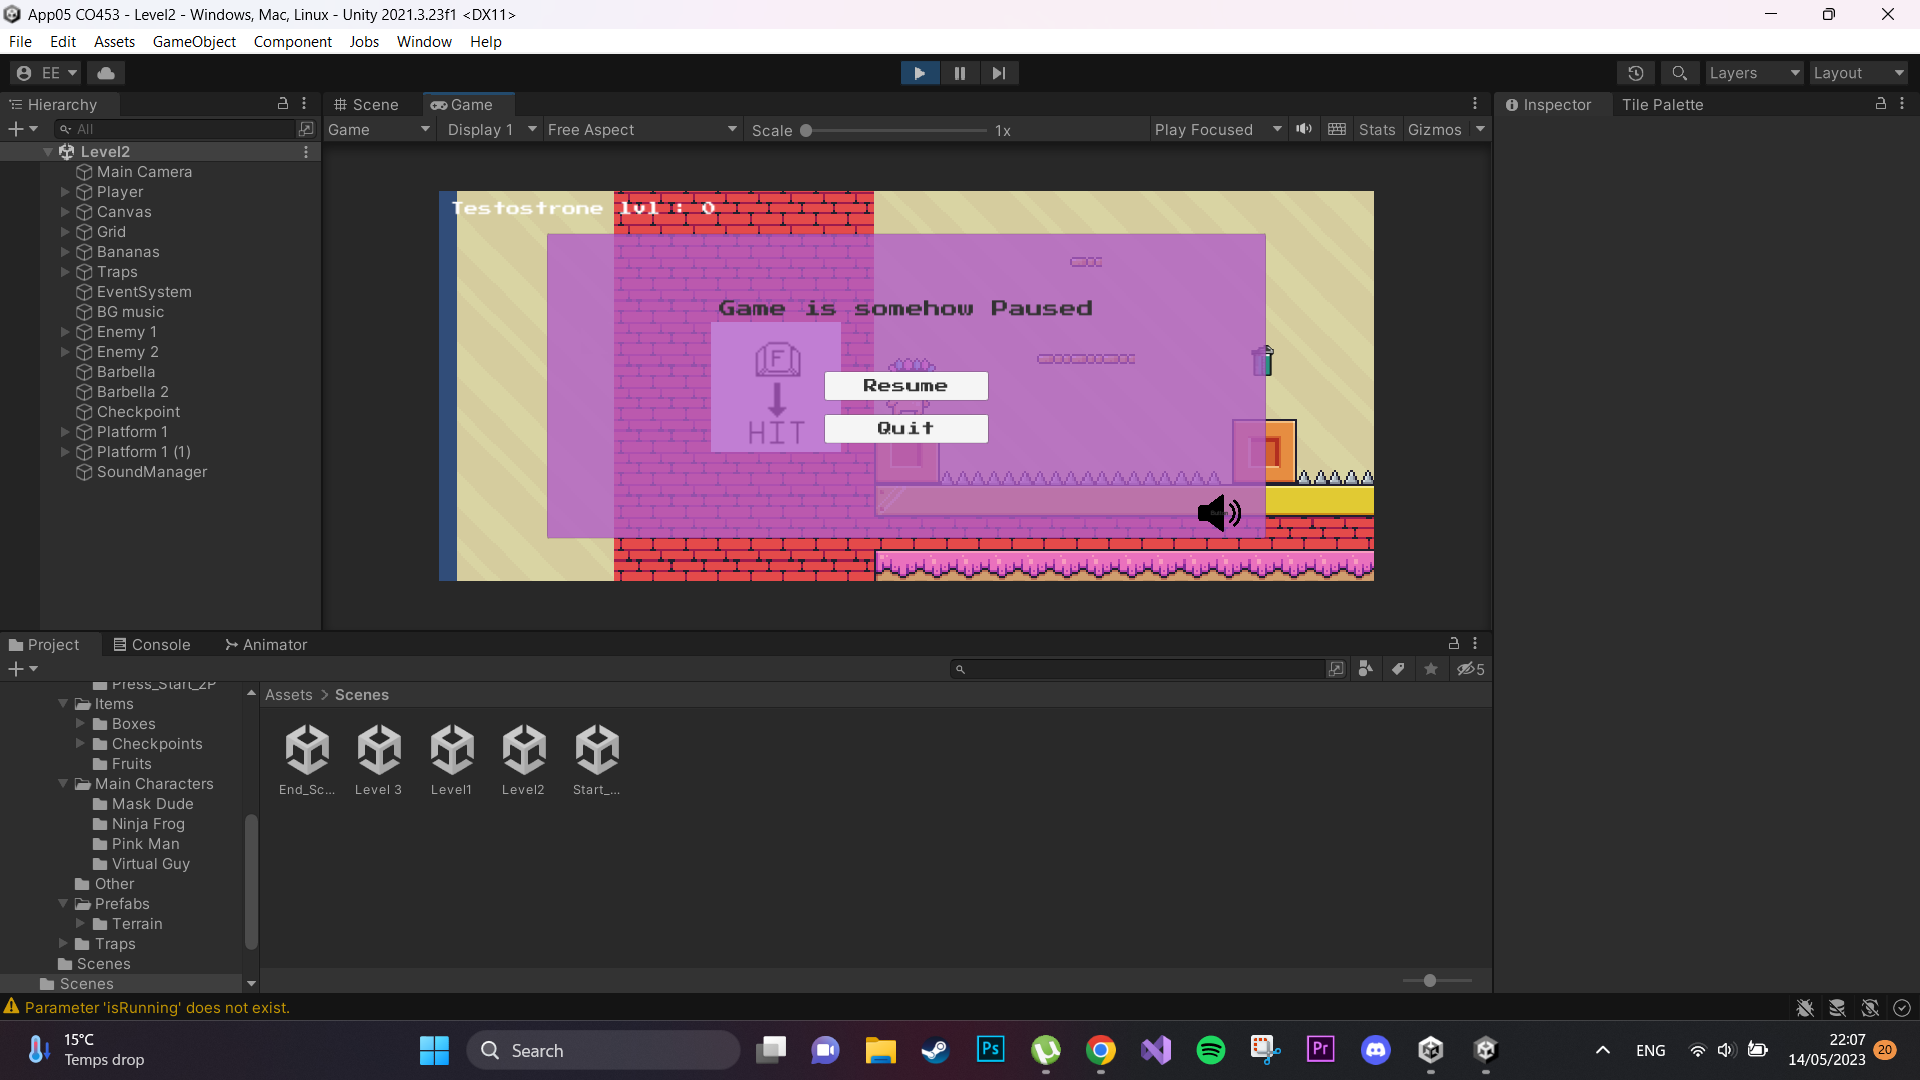 App05 CO453 - Level2 - Windows, Mac, Linux - Unity 2021.3.23f1 <DX11>
File Edit Assets GameObject Component Jobs Window Help
EE Layers Layout
Hierarchy Scene Game Inspector Tile Palette
All Game Display 1 Free Aspect Scale 1x Play Focused Stats Gizmos
Level2
Main Camera
Player
Canvas
Grid
Bananas
Traps
EventSystem
BG music
Enemy 1
Enemy 2
Barbella
Barbella 2
Checkpoint
Platform 1
Platform 1 (1)
SoundManager
Testostrone lvl : 0
Game is somehow Paused
F
HIT
Resume
Quit
Project Console Animator
5
Press_Start_2P
Items
Boxes
Checkpoints
Fruits
Main Characters
Mask Dude
Ninja Frog
Pink Man
Virtual Guy
Other
Prefabs
Terrain
Traps
Scenes
Scenes
Assets > Scenes
End_Sc... Level 3 Level1 Level2 Start_...
Parameter 'isRunning' does not exist.
15°C
Temps drop
Search
Ps
Pr
ENG
22:07
14/05/2023
20